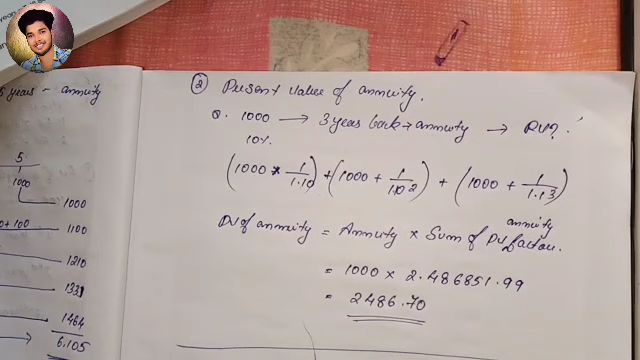 5 years - annuity
5
1000
1000
0+ 100
1100
1210
1331
1464
6.105
② Present value of annuity.
Q. 1000 → 3 years back → annuity → PV?
10%
(1000 × 1/1.10) + (1000 + 1/1.10²) + (1000 + 1/1.1³)
PV of annuity = Annuity × Sum of PV annuity factor.
= 1000 × 2.486851.99
= 2486.70